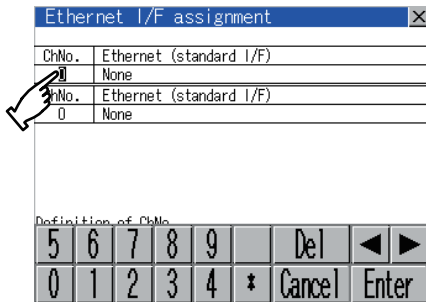 Ethernet I/F assignment ×
ChNo. Ethernet (standard I/F)
None
ChNo. Ethernet (standard I/F)
0 None
Definition of ChNo
5 6 7 8 9 Del ◀ ▶
0 1 2 3 4 * Cancel Enter